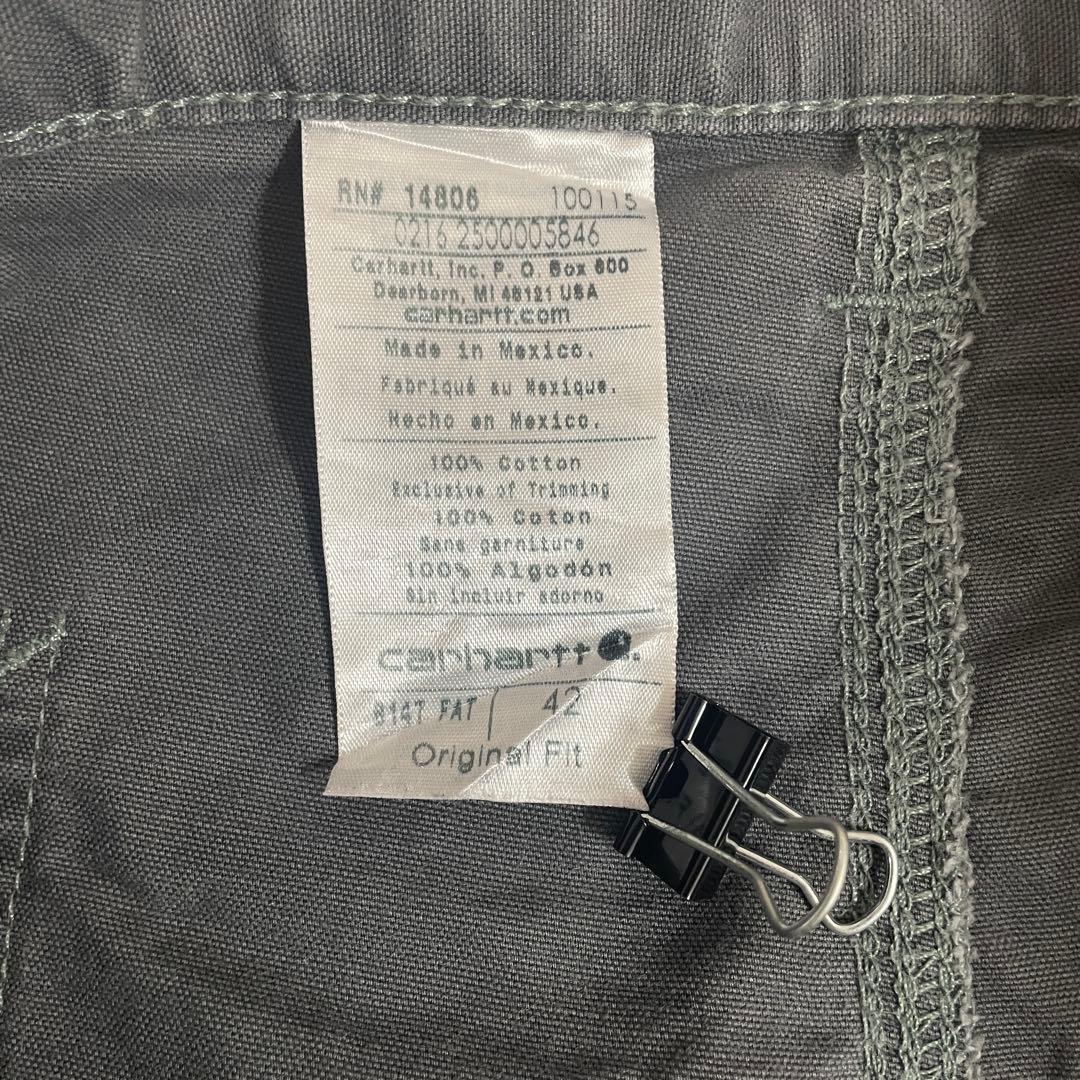 RN# 14806 100115
0216 2500005846
Carhartt, Inc. P. O. Box 600
Dearborn, MI 48121 USA
carhartt.com
Made in Mexico.
Fabriqué au Mexique.
Hecho en Mexico.
100% Cotton
Exclusive of Trimming
100% Coton
Sans garniture
100% Algodón
Sin incluir adorno
carhartt
814T FAT 42
Original Fit